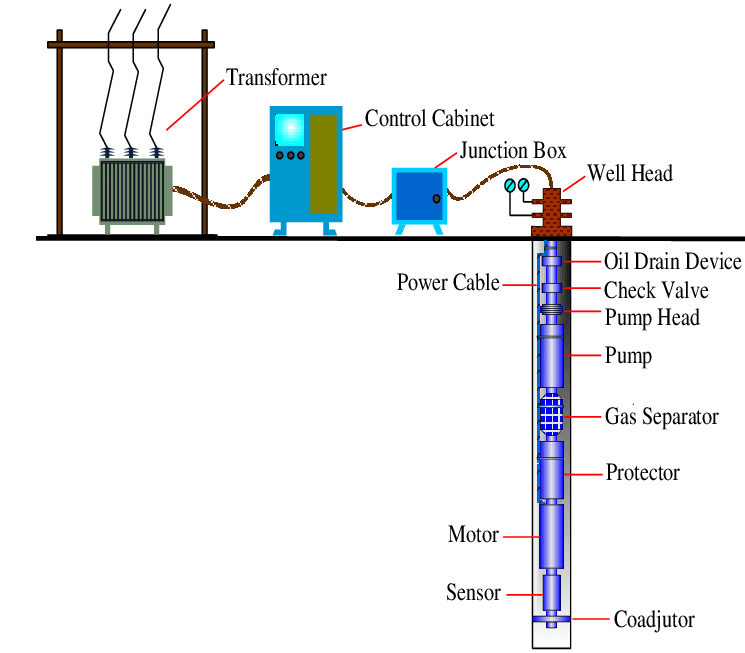 Transformer
Control Cabinet
Junction Box
Well Head
Oil Drain Device
Power Cable
Check Valve
Pump Head
Pump
Gas Separator
Protector
Motor
Sensor
Coadjutor